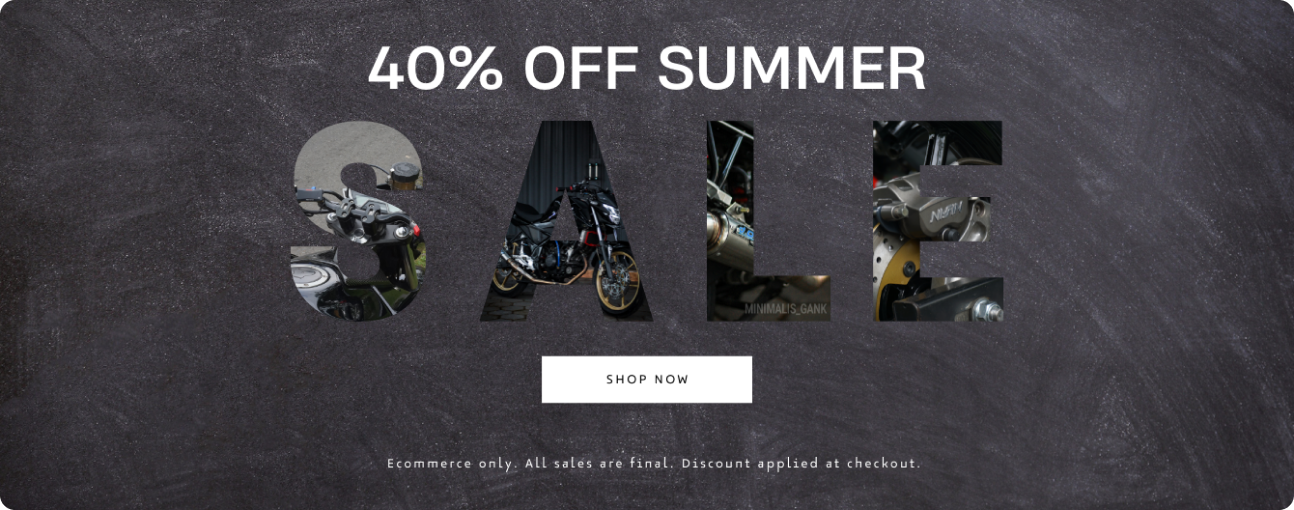 40% OFF SUMMER
SALE
MINIMALIS_GANK
SHOP NOW
Ecommerce only. All sales are final. Discount applied at checkout.